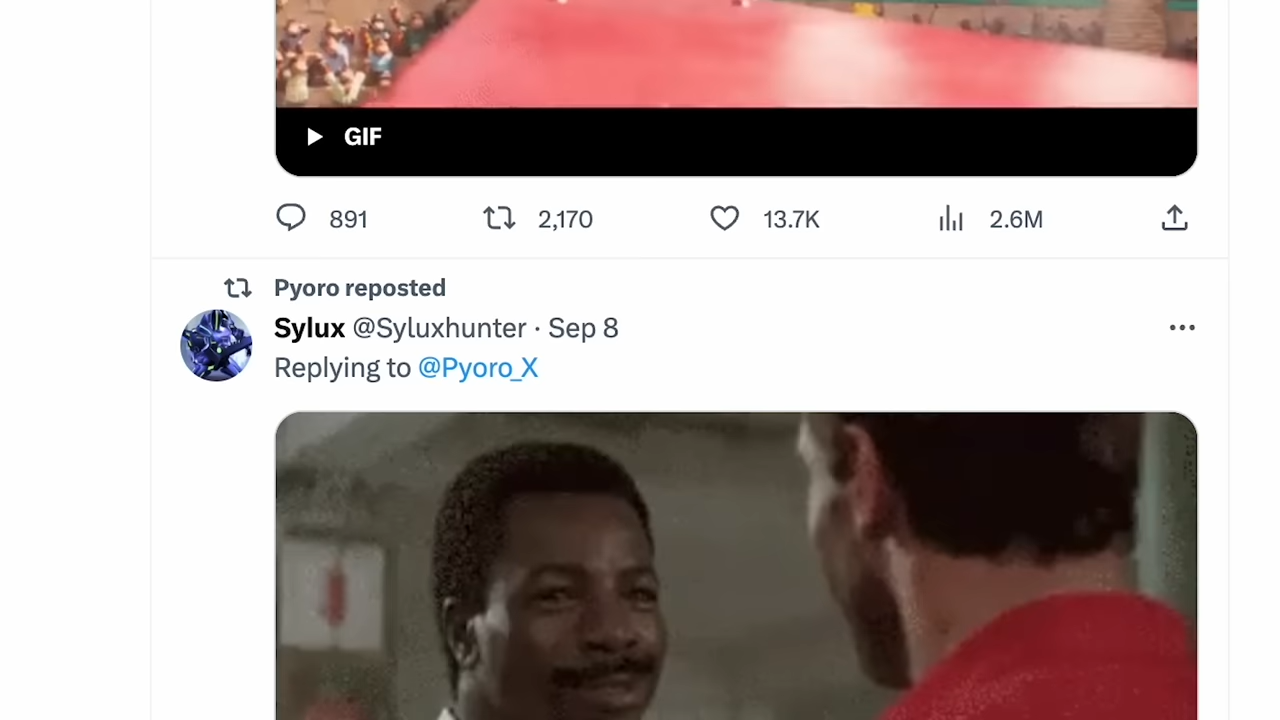 GIF
891 2,170 13.7K 2.6M
Pyoro reposted
Sylux @Syluxhunter · Sep 8
Replying to @Pyoro_X